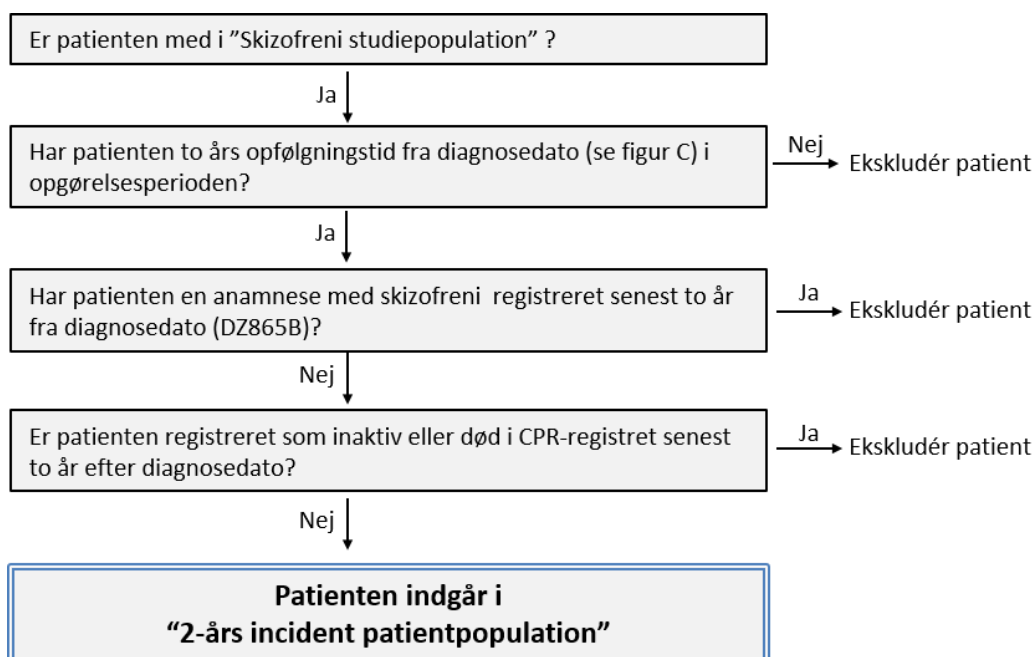 Er patienten med i ”Skizofreni studiepopulation” ?
Ja
Har patienten to års opfølgningstid fra diagnosedato (se figur C) i
opgørelsesperioden?
Nej
Ekskludér patient
Ja
Har patienten en anamnese med skizofreni registreret senest to år
fra diagnosedato (DZ865B)?
Ja
Ekskludér patient
Nej
Er patienten registreret som inaktiv eller død i CPR-registret senest
to år efter diagnosedato?
Ja
Ekskludér patient
Nej
Patienten indgår i
“2-års incident patientpopulation”